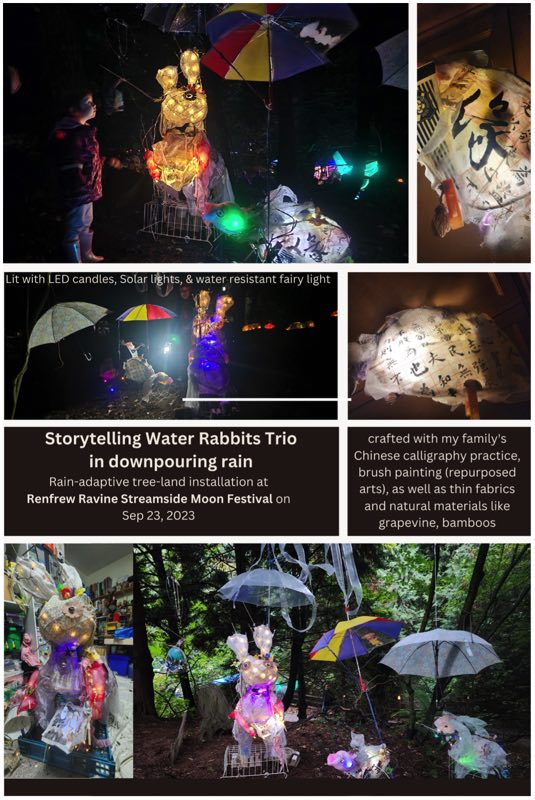 Lit with LED candles, Solar lights, & water resistant fairy light
Storytelling Water Rabbits Trio
in downpouring rain
Rain-adaptive tree-land installation at
Renfrew Ravine Streamside Moon Festival on
Sep 23, 2023
crafted with my family's
Chinese calligraphy practice,
brush painting (repurposed
arts), as well as thin fabrics
and natural materials like
grapevine, bamboos